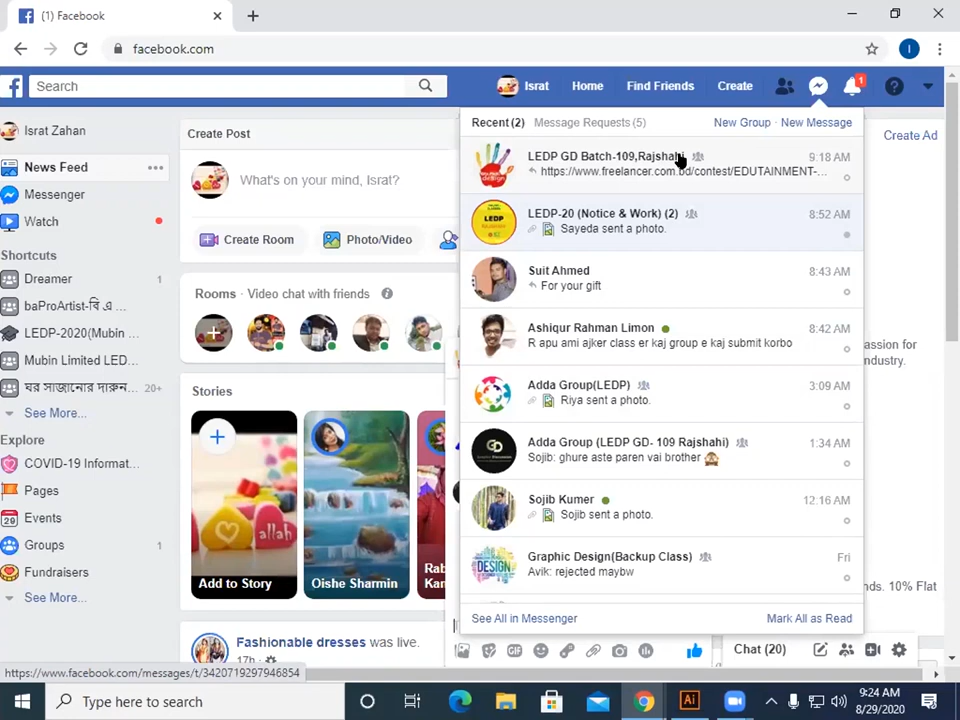 (1) Facebook
facebook.com
Search
Israt
Home
Find Friends
Create
1
Israt Zahan
News Feed
Messenger
Watch
Shortcuts
Dreamer 1
baProArtist-বি এ ...
LEDP-2020(Mubin ...
Mubin Limited LED...
ঘর সাজানোর দারুন... 20+
See More...
Explore
COVID-19 Informat...
Pages
Events
Groups 1
Fundraisers
See More...
Create Post
What's on your mind, Israt?
Create Room
Photo/Video
Rooms · Video chat with friends
Stories
Add to Story
Oishe Sharmin
Fashionable dresses was live.
17h ·
Recent (2) Message Requests (5) New Group · New Message
LEDP GD Batch-109,Rajshahi 9:18 AM
https://www.freelancer.com.bd/contest/EDUTAINMENT-...
LEDP-20 (Notice & Work) (2) 8:52 AM
Sayeda sent a photo.
Suit Ahmed 8:43 AM
For your gift
Ashiqur Rahman Limon 8:42 AM
R apu ami ajker class er kaj group e kaj submit korbo
Adda Group(LEDP) 3:09 AM
Riya sent a photo.
Adda Group (LEDP GD- 109 Rajshahi) 1:34 AM
Sojib: ghure aste paren vai brother
Sojib Kumer 12:16 AM
Sojib sent a photo.
Graphic Design(Backup Class) Fri
Avik: rejected maybw
See All in Messenger Mark All as Read
Create Ad
Chat (20)
https://www.facebook.com/messages/t/3420719297946854
Type here to search
9:24 AM
8/29/2020